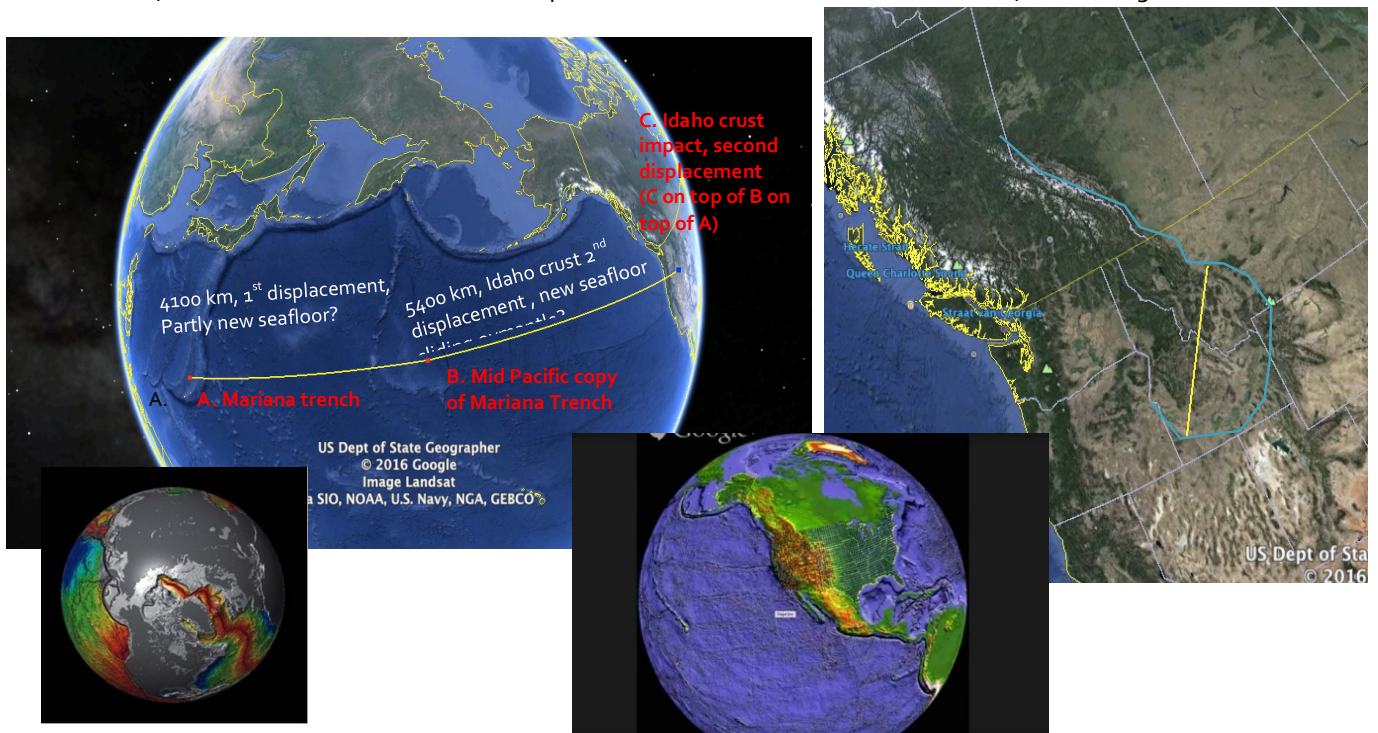 C. Idaho crust
impact, second
displacement
(C on top of B on
top of A)
4100 km, 1st displacement,
Partly new seafloor?
5400 km, Idaho crust 2nd
displacement , new seafloor
A.
A. Mariana trench
B. Mid Pacific copy
of Mariana Trench
US Dept of State Geographer
© 2016 Google
Image Landsat
a SIO, NOAA, U.S. Navy, NGA, GEBCO
Hecate Strait
Queen Charlotte Sound
Straat van Georgia
US Dept of Sta
© 2016
Google